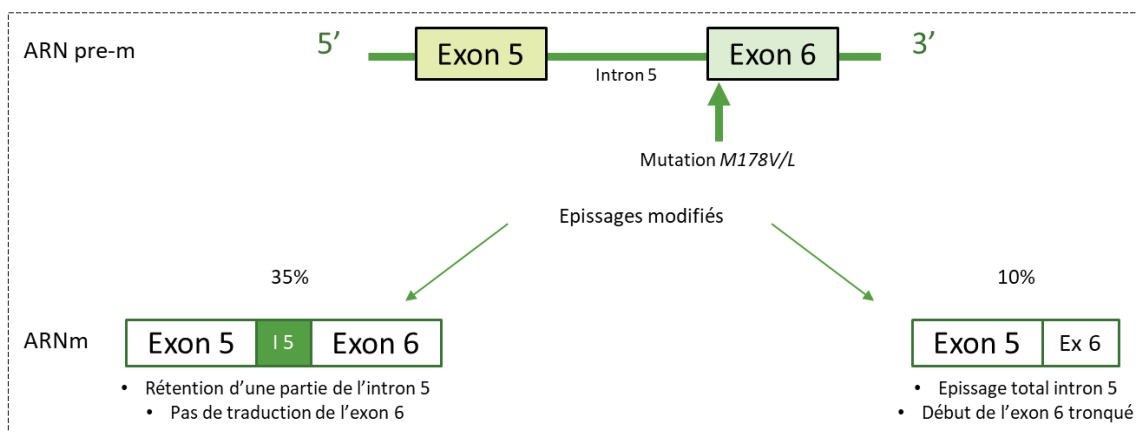 ARN pre-m
5’
Exon 5
Intron 5
Exon 6
3’
Mutation M178V/L
Epissages modifiés
35%
10%
ARNm
Exon 5
I 5
Exon 6
Exon 5
Ex 6
• Rétention d’une partie de l’intron 5
• Pas de traduction de l’exon 6
• Epissage total intron 5
• Début de l’exon 6 tronqué